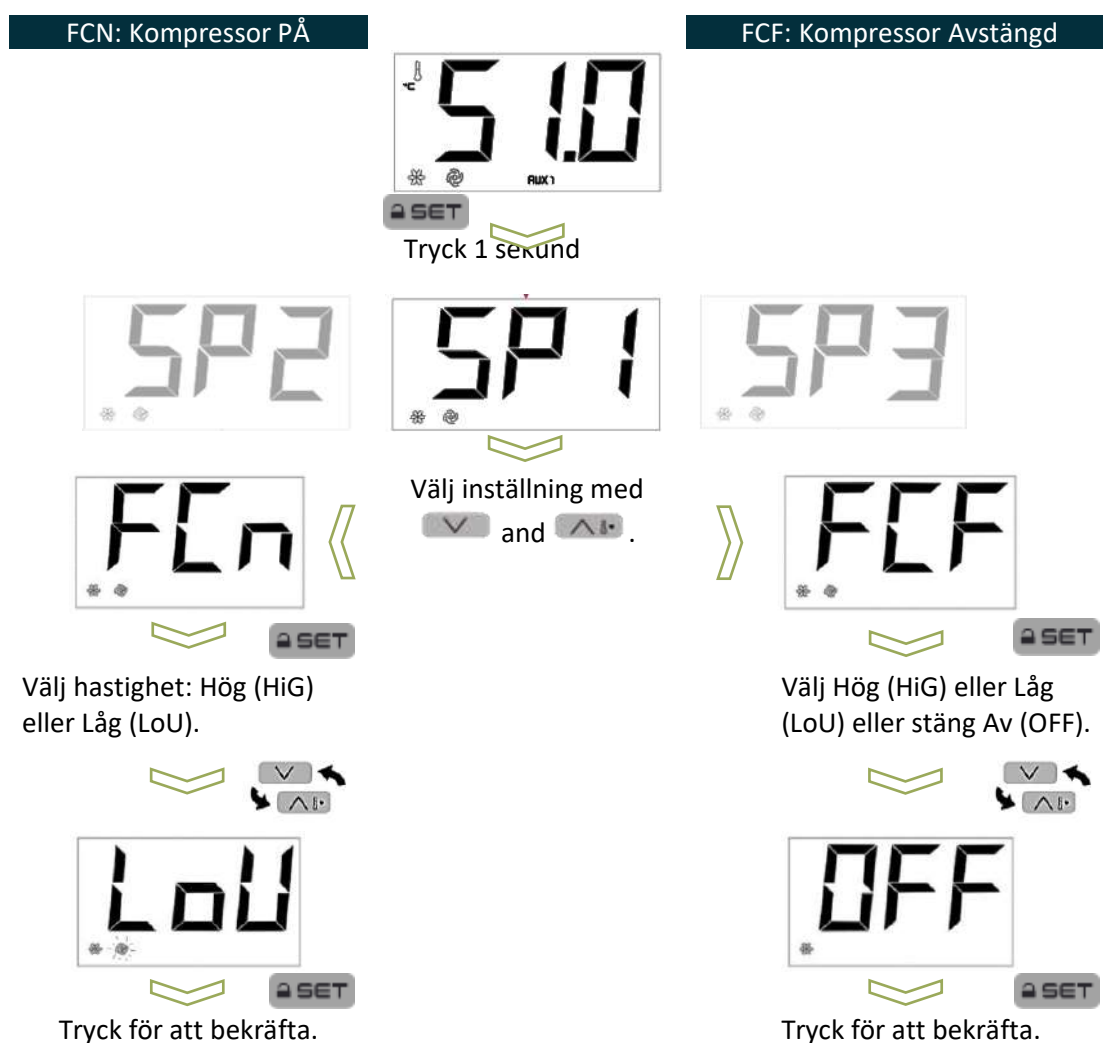 FCN: Kompressor PÅ
FCF: Kompressor Avstängd
51.0
AUX 1
SET
Tryck 1 sekund
SP2
SP1
SP3
Välj inställning med
and .
FCn
FCF
SET
SET
Välj hastighet: Hög (HiG)
eller Låg (LoU).
Välj Hög (HiG) eller Låg
(LoU) eller stäng Av (OFF).
LoU
OFF
SET
SET
Tryck för att bekräfta.
Tryck för att bekräfta.